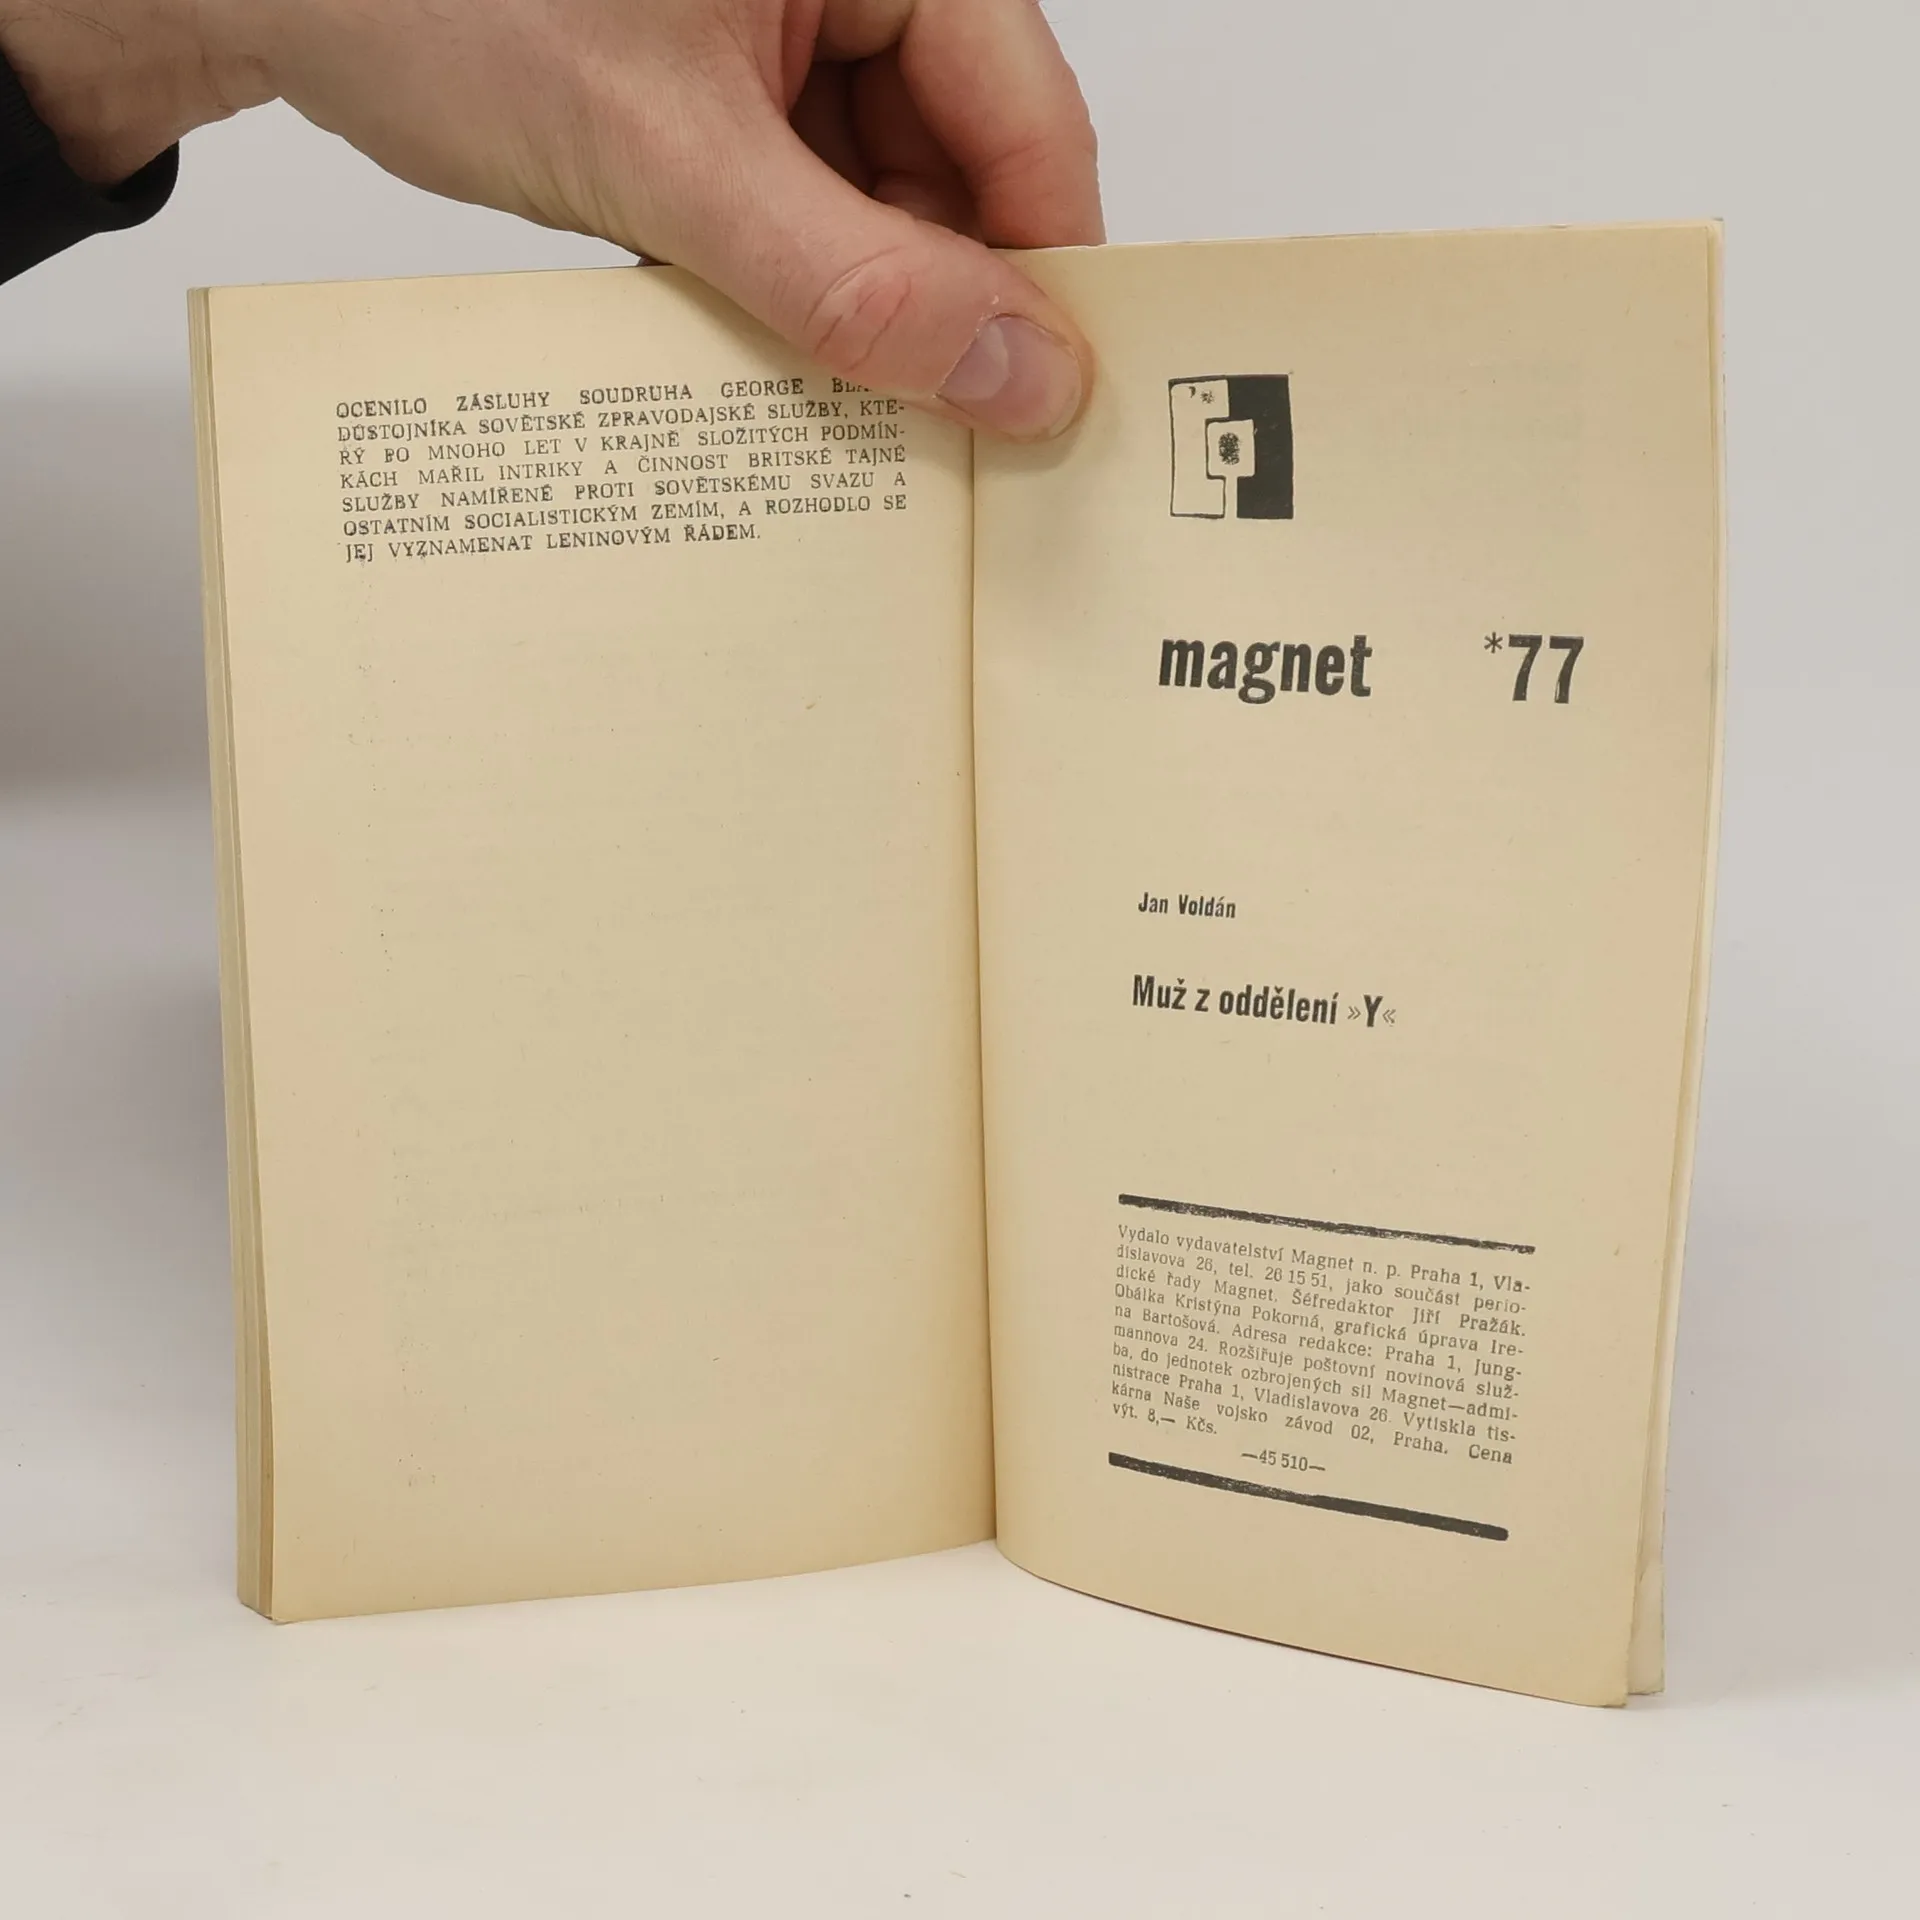 OCENILO ZÁSLUHY SOUDRUHA GEORGE
DŮSTOJNÍKA SOVĚTSKÉ ZPRAVODAJSKÉ SLUŽBY, KTE-
RÝ PO MNOHO LET V KRAJNĚ SLOŽITÝCH PODMÍN-
KÁCH MAŘIL INTRIKY A ČINNOST BRITSKÉ TAJNÉ
SLUŽBY NAMÍŘENÉ PROTI SOVĚTSKÉMU SVAZU A
OSTATNÍM SOCIALISTICKÝM ZEMÍM, A ROZHODLO SE
JEJ VYZNAMENAT LENINOVÝM ŘÁDEM.
magnet *77
Jan Voldán
Muž z oddělení »Y«
Vydalo vydavatelství Magnet n. p. Praha 1, Vla-
dislavova 26, tel. 26 15 51, jako součást perio-
dické řady Magnet. Šéfredaktor Jiří Pražák.
Obálka Kristýna Pokorná, grafická úprava Ire-
na Bartošová. Adresa redakce: Praha 1, Jung-
mannova 24. Rozšiřuje poštovní novinová služ-
ba, do jednotek ozbrojených sil Magnet—admi-
nistrace Praha 1, Vladislavova 26. Vytiskla tis-
kárna Naše vojsko závod 02, Praha. Cena
výt. 8,— Kčs.
—45 510—